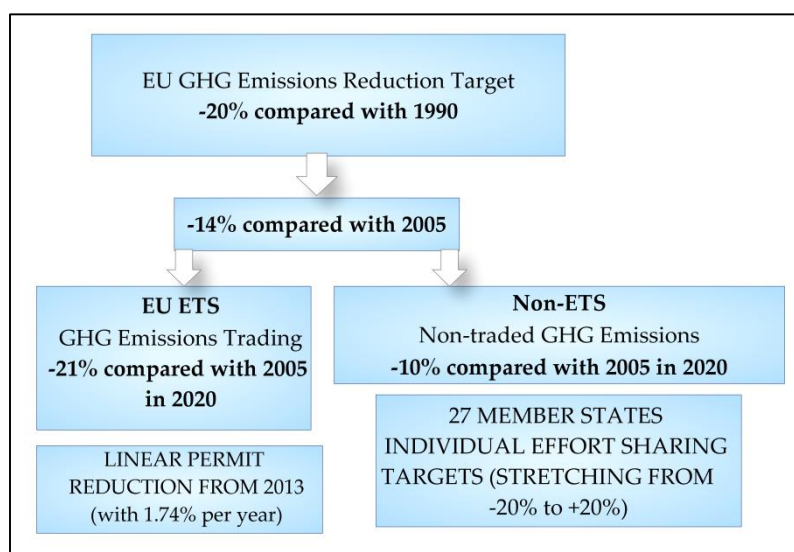 EU GHG Emissions Reduction Target
-20% compared with 1990
-14% compared with 2005
EU ETS
GHG Emissions Trading
-21% compared with 2005
in 2020
Non-ETS
Non-traded GHG Emissions
-10% compared with 2005 in 2020
LINEAR PERMIT
REDUCTION FROM 2013
(with 1.74% per year)
27 MEMBER STATES
INDIVIDUAL EFFORT SHARING
TARGETS (STRETCHING FROM
-20% to +20%)